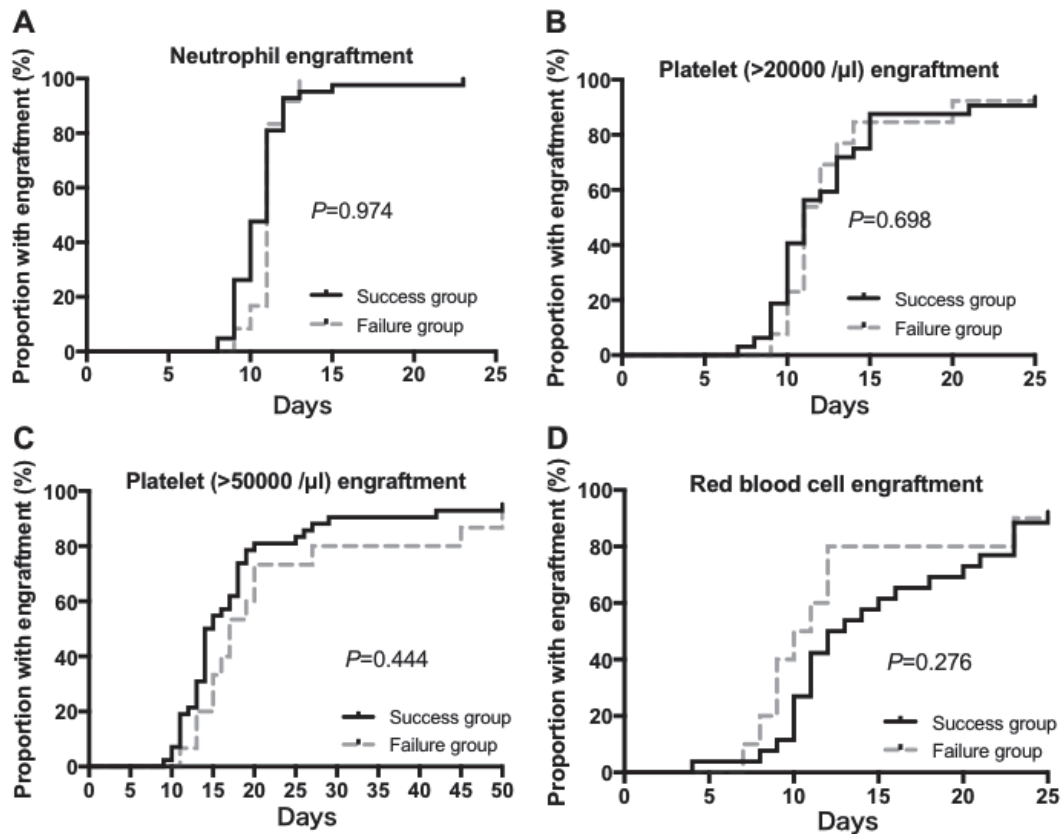 A
Neutrophil engraftment
Proportion with engraftment (%)
100
80
60
40
20
0
P=0.974
Success group
Failure group
0 5 10 15 20 25
Days
B
Platelet (>20000 /µl) engraftment
Proportion with engraftment (%)
100
80
60
40
20
0
P=0.698
Success group
Failure group
0 5 10 15 20 25
Days
C
Platelet (>50000 /µl) engraftment
Proportion with engraftment (%)
100
80
60
40
20
0
P=0.444
Success group
Failure group
0 5 10 15 20 25 30 35 40 45 50
Days
D
Red blood cell engraftment
Proportion with engraftment (%)
100
80
60
40
20
0
P=0.276
Success group
Failure group
0 5 10 15 20 25
Days